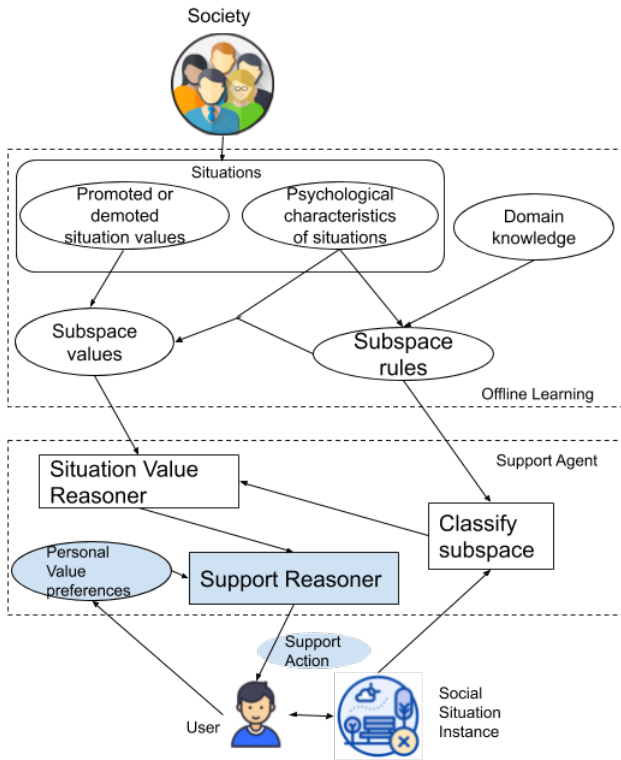 Society
Situations
Promoted or
demoted
situation values
Psychological
characteristics
of situations
Domain
knowledge
Subspace
values
Subspace
rules
Offline Learning
Support Agent
Situation Value
Reasoner
Classify
subspace
Personal
Value
preferences
Support Reasoner
Support
Action
User
Social
Situation
Instance